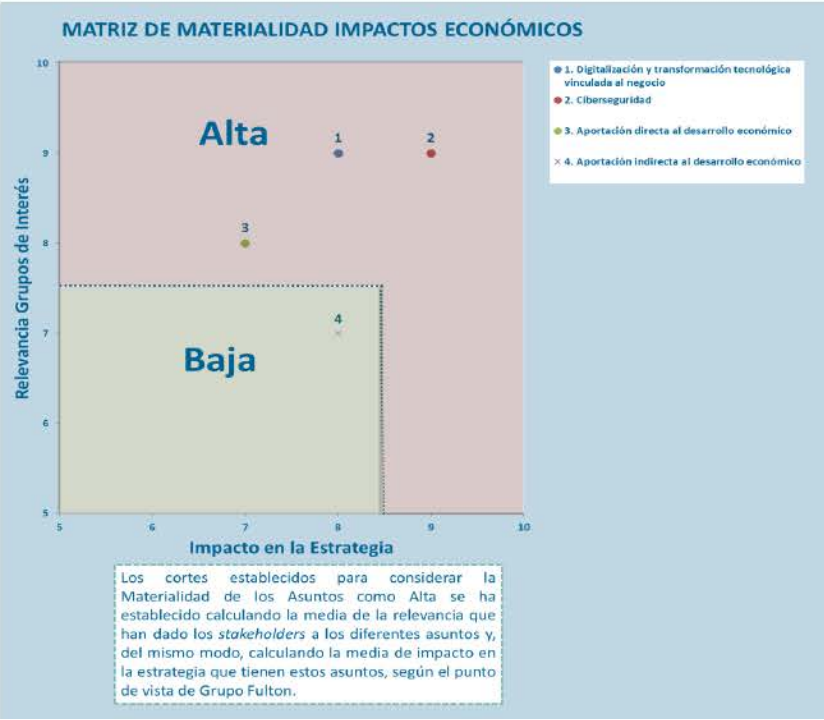 MATRIZ DE MATERIALIDAD IMPACTOS ECONÓMICOS
10
9
8
7
6
5
Relevancia Grupos de Interés
Alta
Baja
1
2
3
4
5
6
7
8
9
10
Impacto en la Estrategia
1. Digitalización y transformación tecnológica
vinculada al negocio
2. Ciberseguridad
3. Aportación directa al desarrollo económico
4. Aportación indirecta al desarrollo económico
Los cortes establecidos para considerar la
Materialidad de los Asuntos como Alta se ha
establecido calculando la media de la relevancia que
han dado los stakeholders a los diferentes asuntos y,
del mismo modo, calculando la media de impacto en
la estrategia que tienen estos asuntos, según el punto
de vista de Grupo Fulton.